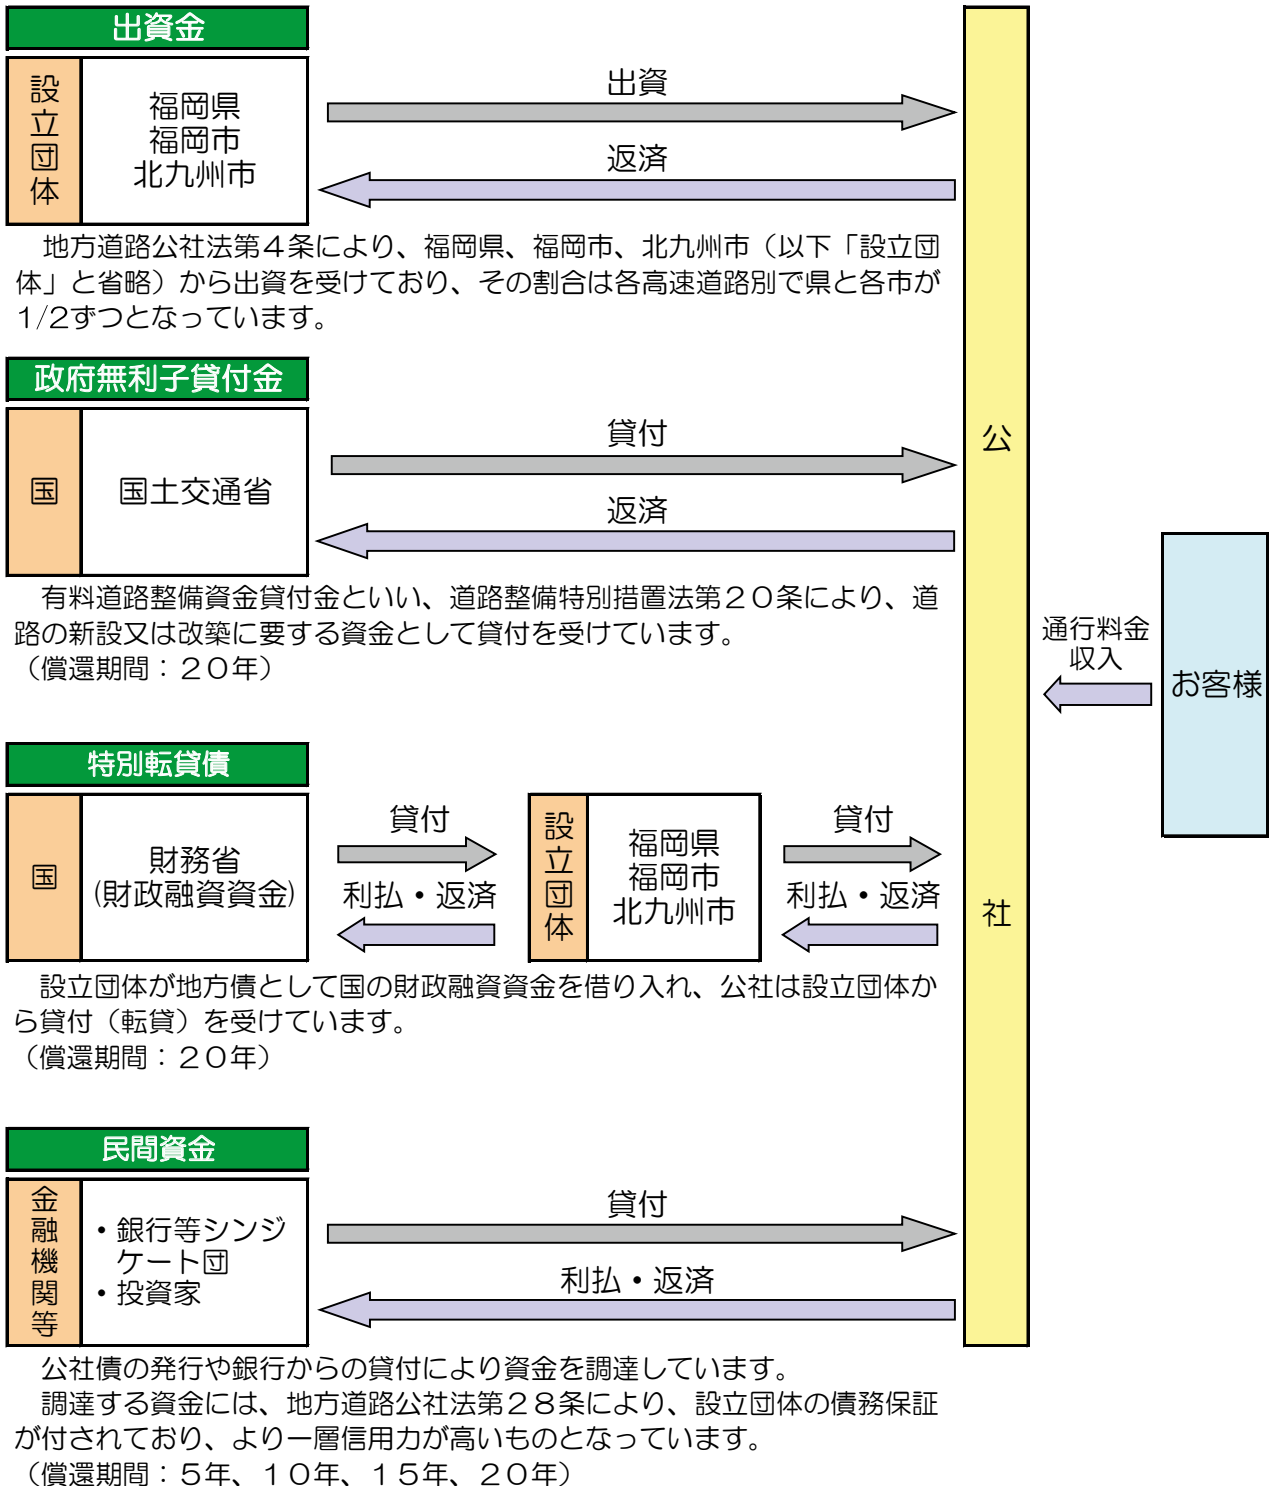 出資金
設立団体
福岡県
福岡市
北九州市
出資
返済
　地方道路公社法第４条により、福岡県、福岡市、北九州市（以下「設立団
体」と省略）から出資を受けており、その割合は各高速道路別で県と各市が
1/2ずつとなっています。
政府無利子貸付金
国
国土交通省
貸付
返済
　有料道路整備資金貸付金といい、道路整備特別措置法第２０条により、道
路の新設又は改築に要する資金として貸付を受けています。
（償還期間：２０年）
特別転貸債
国
財務省
(財政融資資金)
貸付
利払・返済
設立団体
福岡県
福岡市
北九州市
貸付
利払・返済
　設立団体が地方債として国の財政融資資金を借り入れ、公社は設立団体か
ら貸付（転貸）を受けています。
（償還期間：２０年）
民間資金
金融機関等
・銀行等シンジ
ケート団
・投資家
貸付
利払・返済
　公社債の発行や銀行からの貸付により資金を調達しています。
　調達する資金には、地方道路公社法第２８条により、設立団体の債務保証
が付されており、より一層信用力が高いものとなっています。
（償還期間：５年、１０年、１５年、２０年）
公社
通行料金
収入
お客様